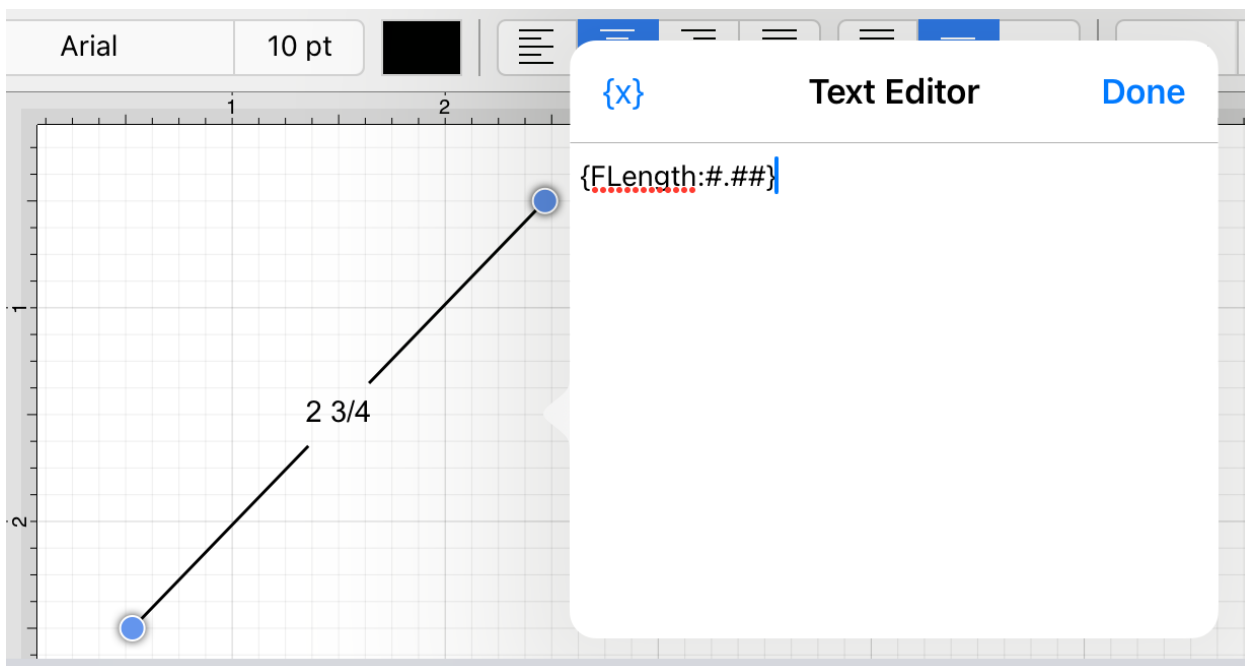 Arial 10 pt
{x} Text Editor Done
1 2
{FLength:#.##}
1
2 3/4
2